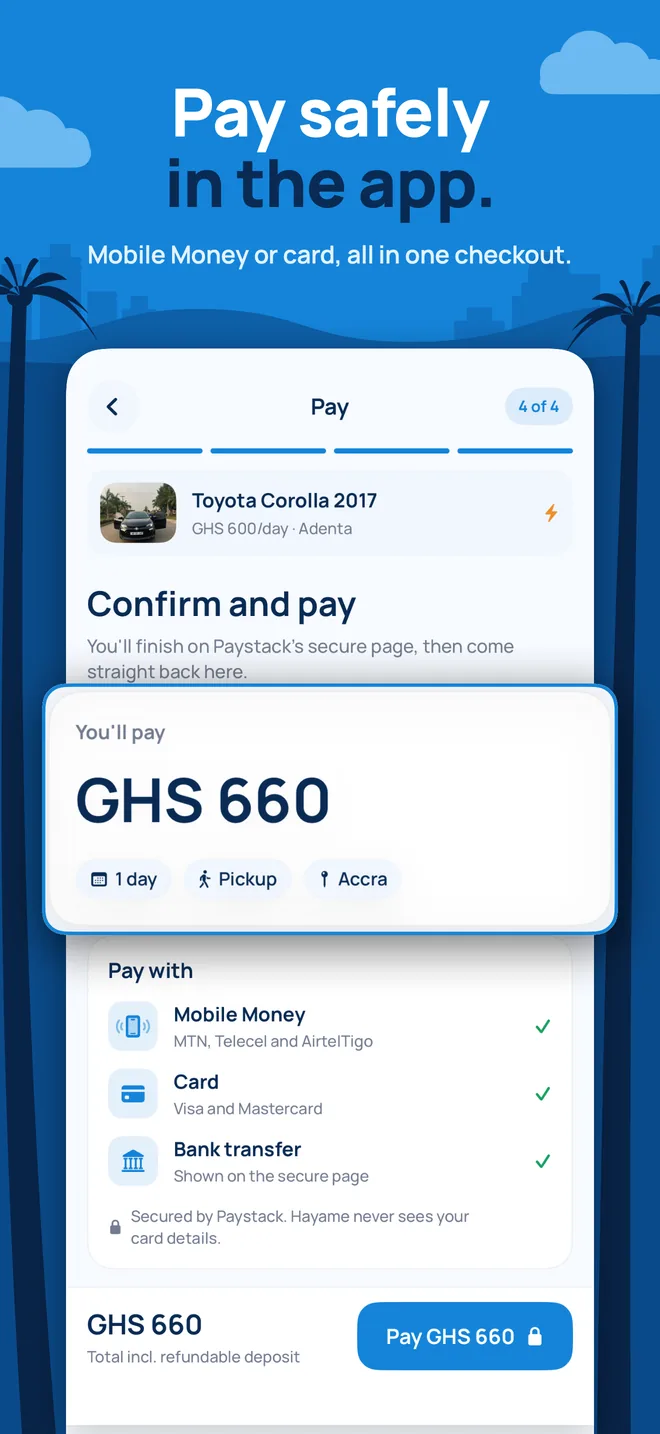 Pay safely
in the app.
Mobile Money or card, all in one checkout.
Pay
4 of 4
Toyota Corolla 2017
GHS 600/day · Adenta
Confirm and pay
You'll finish on Paystack's secure page, then come
straight back here.
You'll pay
GHS 660
1 day
Pickup
Accra
Pay with
Mobile Money
MTN, Telecel and AirtelTigo
Card
Visa and Mastercard
Bank transfer
Shown on the secure page
Secured by Paystack. Hayame never sees your
card details.
GHS 660
Total incl. refundable deposit
Pay GHS 660